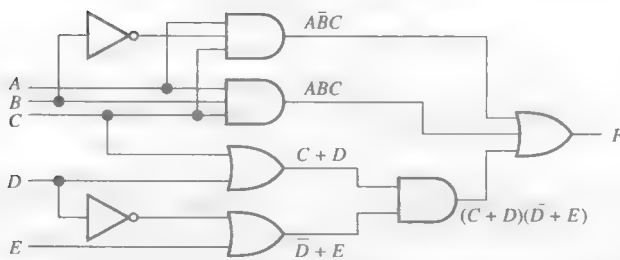 AB̄C
A
B
C
ABC
F
C + D
D
(C + D)(D̄ + E)
D̄ + E
E